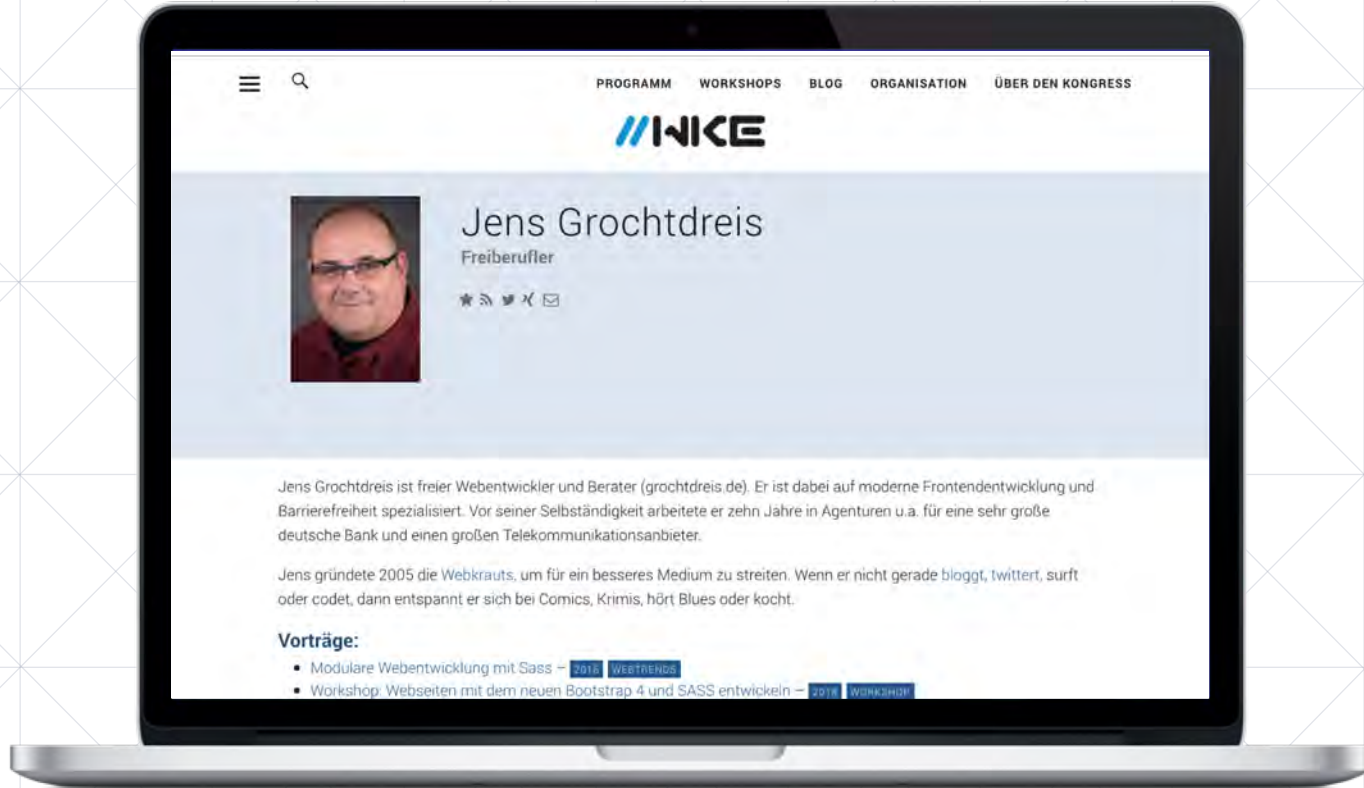 PROGRAMM WORKSHOPS BLOG ORGANISATION ÜBER DEN KONGRESS
//WKE
Jens Grochtdreis
Freiberufler
Jens Grochtdreis ist freier Webentwickler und Berater (grochtdreis.de). Er ist dabei auf moderne Frontendentwicklung und
Barrierefreiheit spezialisiert. Vor seiner Selbständigkeit arbeitete er zehn Jahre in Agenturen u.a. für eine sehr große
deutsche Bank und einen großen Telekommunikationsanbieter.
Jens gründete 2005 die Webkrauts, um für ein besseres Medium zu streiten. Wenn er nicht gerade bloggt, twittert, surft
oder codet, dann entspannt er sich bei Comics, Krimis, hört Blues oder kocht.
Vorträge:
• Modulare Webentwicklung mit Sass – 2016 WEBTRENDS
• Workshop: Webseiten mit dem neuen Bootstrap 4 und SASS entwickeln – 2016 WORKSHOP